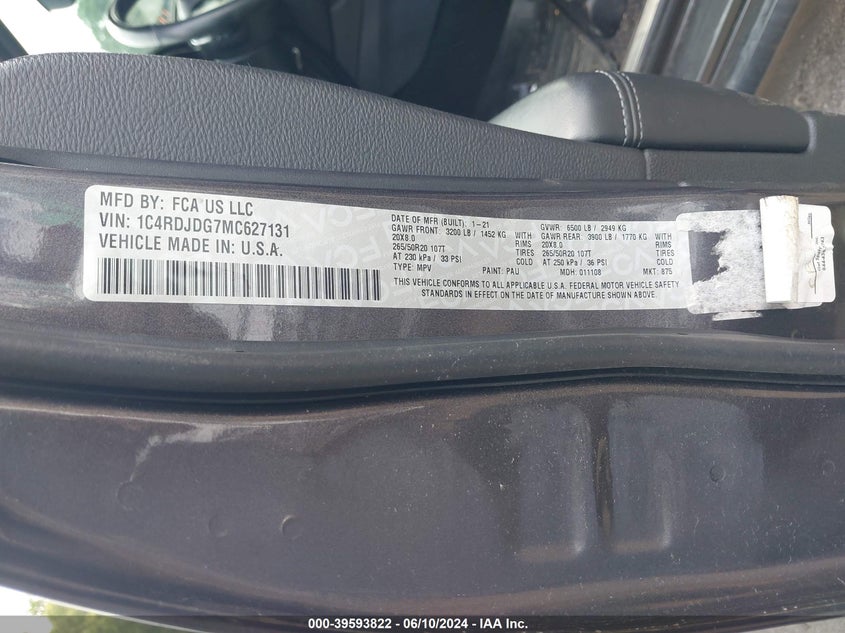 MFD BY: FCA US LLC
VIN: 1C4RDJDG7MC627131
VEHICLE MADE IN U.S.A.
DATE OF MFR (BUILT): 1-21
GAWR FRONT: 3200 LB / 1452 KG WITH
20X8.0 RIMS
265/50R20 107T TIRES
AT 230 kPa / 33 PSI COLD
TYPE: MPV PAINT: PAU
GVWR: 6500 LB / 2949 KG
GAWR REAR: 3900 LB / 1770 KG WITH
20X8.0 RIMS
265/50R20 107T TIRES
AT 250 kPa / 36 PSI COLD
MDH: 011108 MKT: 875
THIS VEHICLE CONFORMS TO ALL APPLICABLE U.S.A. FEDERAL MOTOR VEHICLE SAFETY
STANDARDS IN EFFECT ON THE DATE OF MANUFACTURE SHOWN ABOVE.
000-39593822 - 06/10/2024 - IAA Inc.